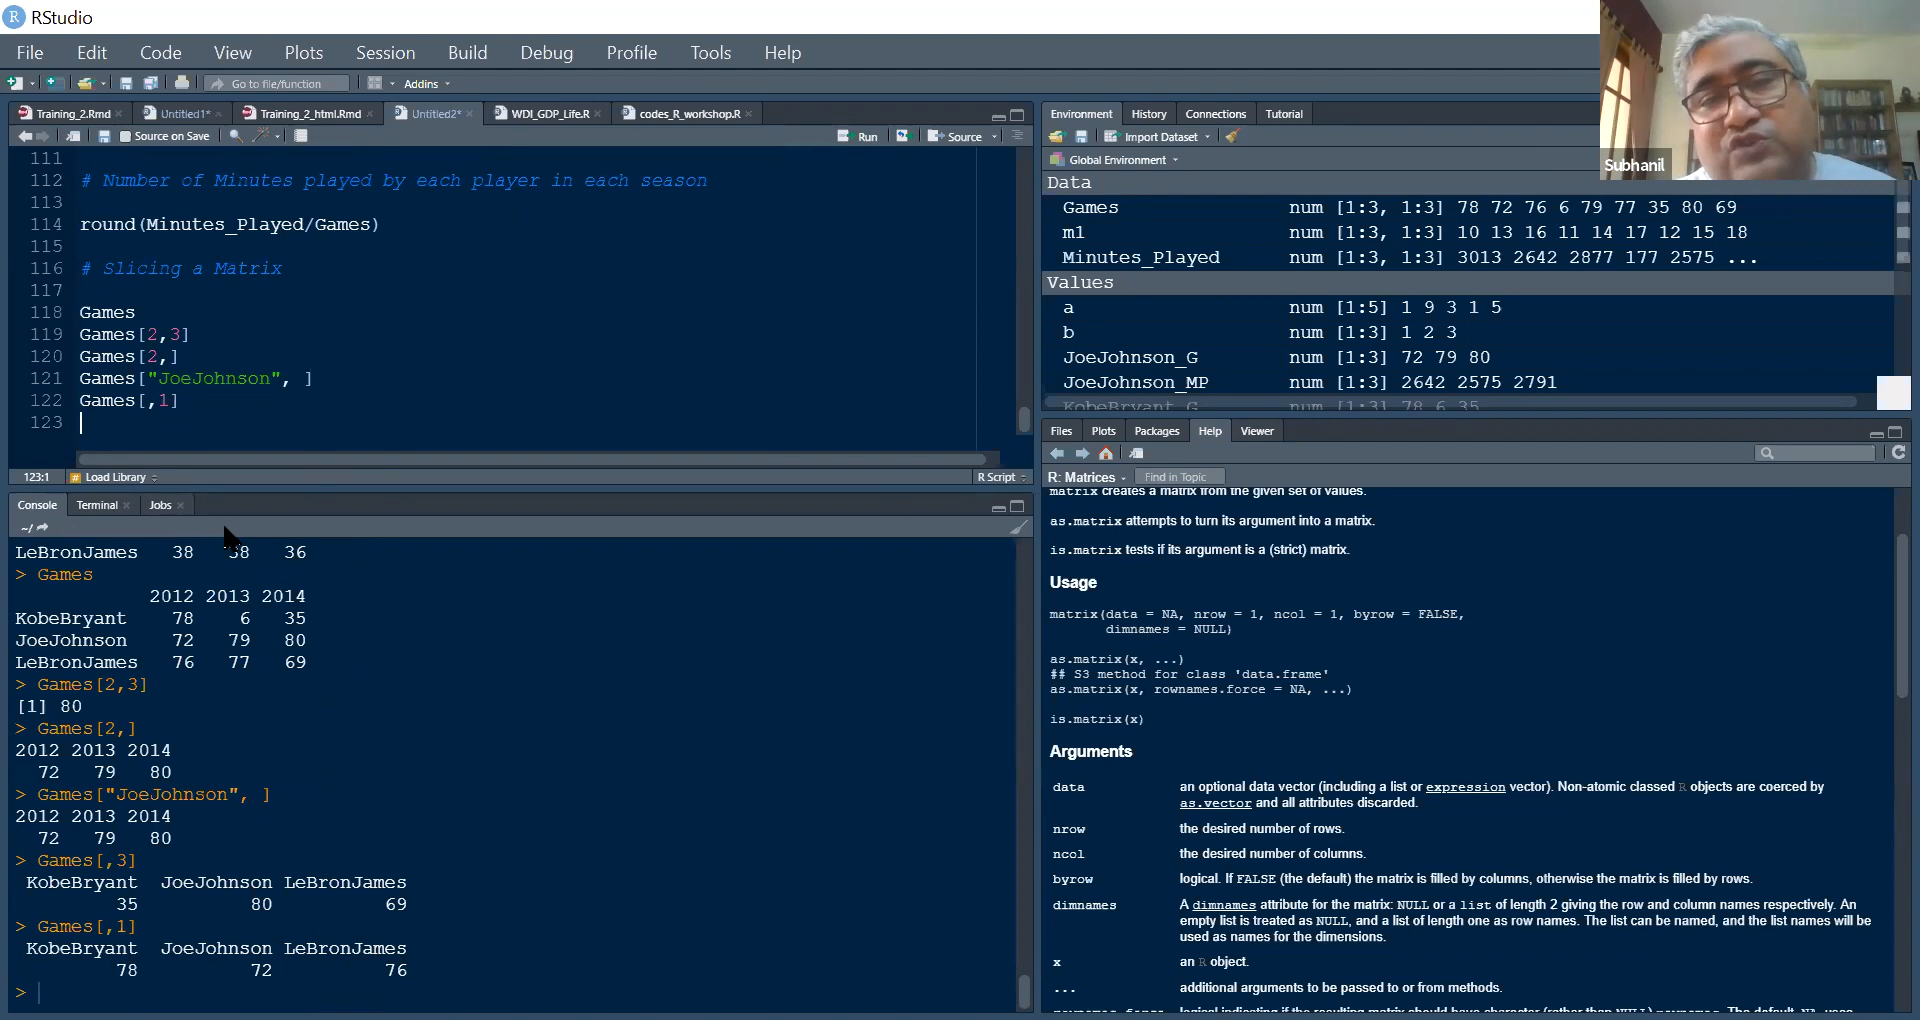 RStudio
File Edit Code View Plots Session Build Debug Profile Tools Help
Go to file/function Addins
Training_2.Rmd Untitled1* Training_2_html.Rmd Untitled2* WDI_GDP_Life.R codes_R_workshop.R
Source on Save Run Source
111
112 # Number of Minutes played by each player in each season
113
114 round(Minutes_Played/Games)
115
116 # Slicing a Matrix
117
118 Games
119 Games[2,3]
120 Games[2,]
121 Games["JoeJohnson", ]
122 Games[,1]
123
123:1 # Load Library R Script
Console Terminal Jobs
~/
LeBronJames 38 38 36
> Games
2012 2013 2014
KobeBryant 78 6 35
JoeJohnson 72 79 80
LeBronJames 76 77 69
> Games[2,3]
[1] 80
> Games[2,]
2012 2013 2014
72 79 80
> Games["JoeJohnson", ]
2012 2013 2014
72 79 80
> Games[,3]
KobeBryant JoeJohnson LeBronJames
35 80 69
> Games[,1]
KobeBryant JoeJohnson LeBronJames
78 72 76
>
Environment History Connections Tutorial
Import Dataset
Global Environment
Subhanil
Data
Games num [1:3, 1:3] 78 72 76 6 79 77 35 80 69
m1 num [1:3, 1:3] 10 13 16 11 14 17 12 15 18
Minutes_Played num [1:3, 1:3] 3013 2642 2877 177 2575 ...
Values
a num [1:5] 1 9 3 1 5
b num [1:3] 1 2 3
JoeJohnson_G num [1:3] 72 79 80
JoeJohnson_MP num [1:3] 2642 2575 2791
KobeBryant_G num [1:3] 78 6 35
Files Plots Packages Help Viewer
R: Matrices Find in Topic
matrix creates a matrix from the given set of values.
as.matrix attempts to turn its argument into a matrix.
is.matrix tests if its argument is a (strict) matrix.
Usage
matrix(data = NA, nrow = 1, ncol = 1, byrow = FALSE,
dimnames = NULL)
as.matrix(x, ...)
## S3 method for class 'data.frame'
as.matrix(x, rownames.force = NA, ...)
is.matrix(x)
Arguments
data an optional data vector (including a list or expression vector). Non-atomic classed R objects are coerced by
as.vector and all attributes discarded.
nrow the desired number of rows.
ncol the desired number of columns.
byrow logical. If FALSE (the default) the matrix is filled by columns, otherwise the matrix is filled by rows.
dimnames A dimnames attribute for the matrix: NULL or a list of length 2 giving the row and column names respectively. An
empty list is treated as NULL, and a list of length one as row names. The list can be named, and the list names will be
used as names for the dimensions.
x an R object.
... additional arguments to be passed to or from methods.